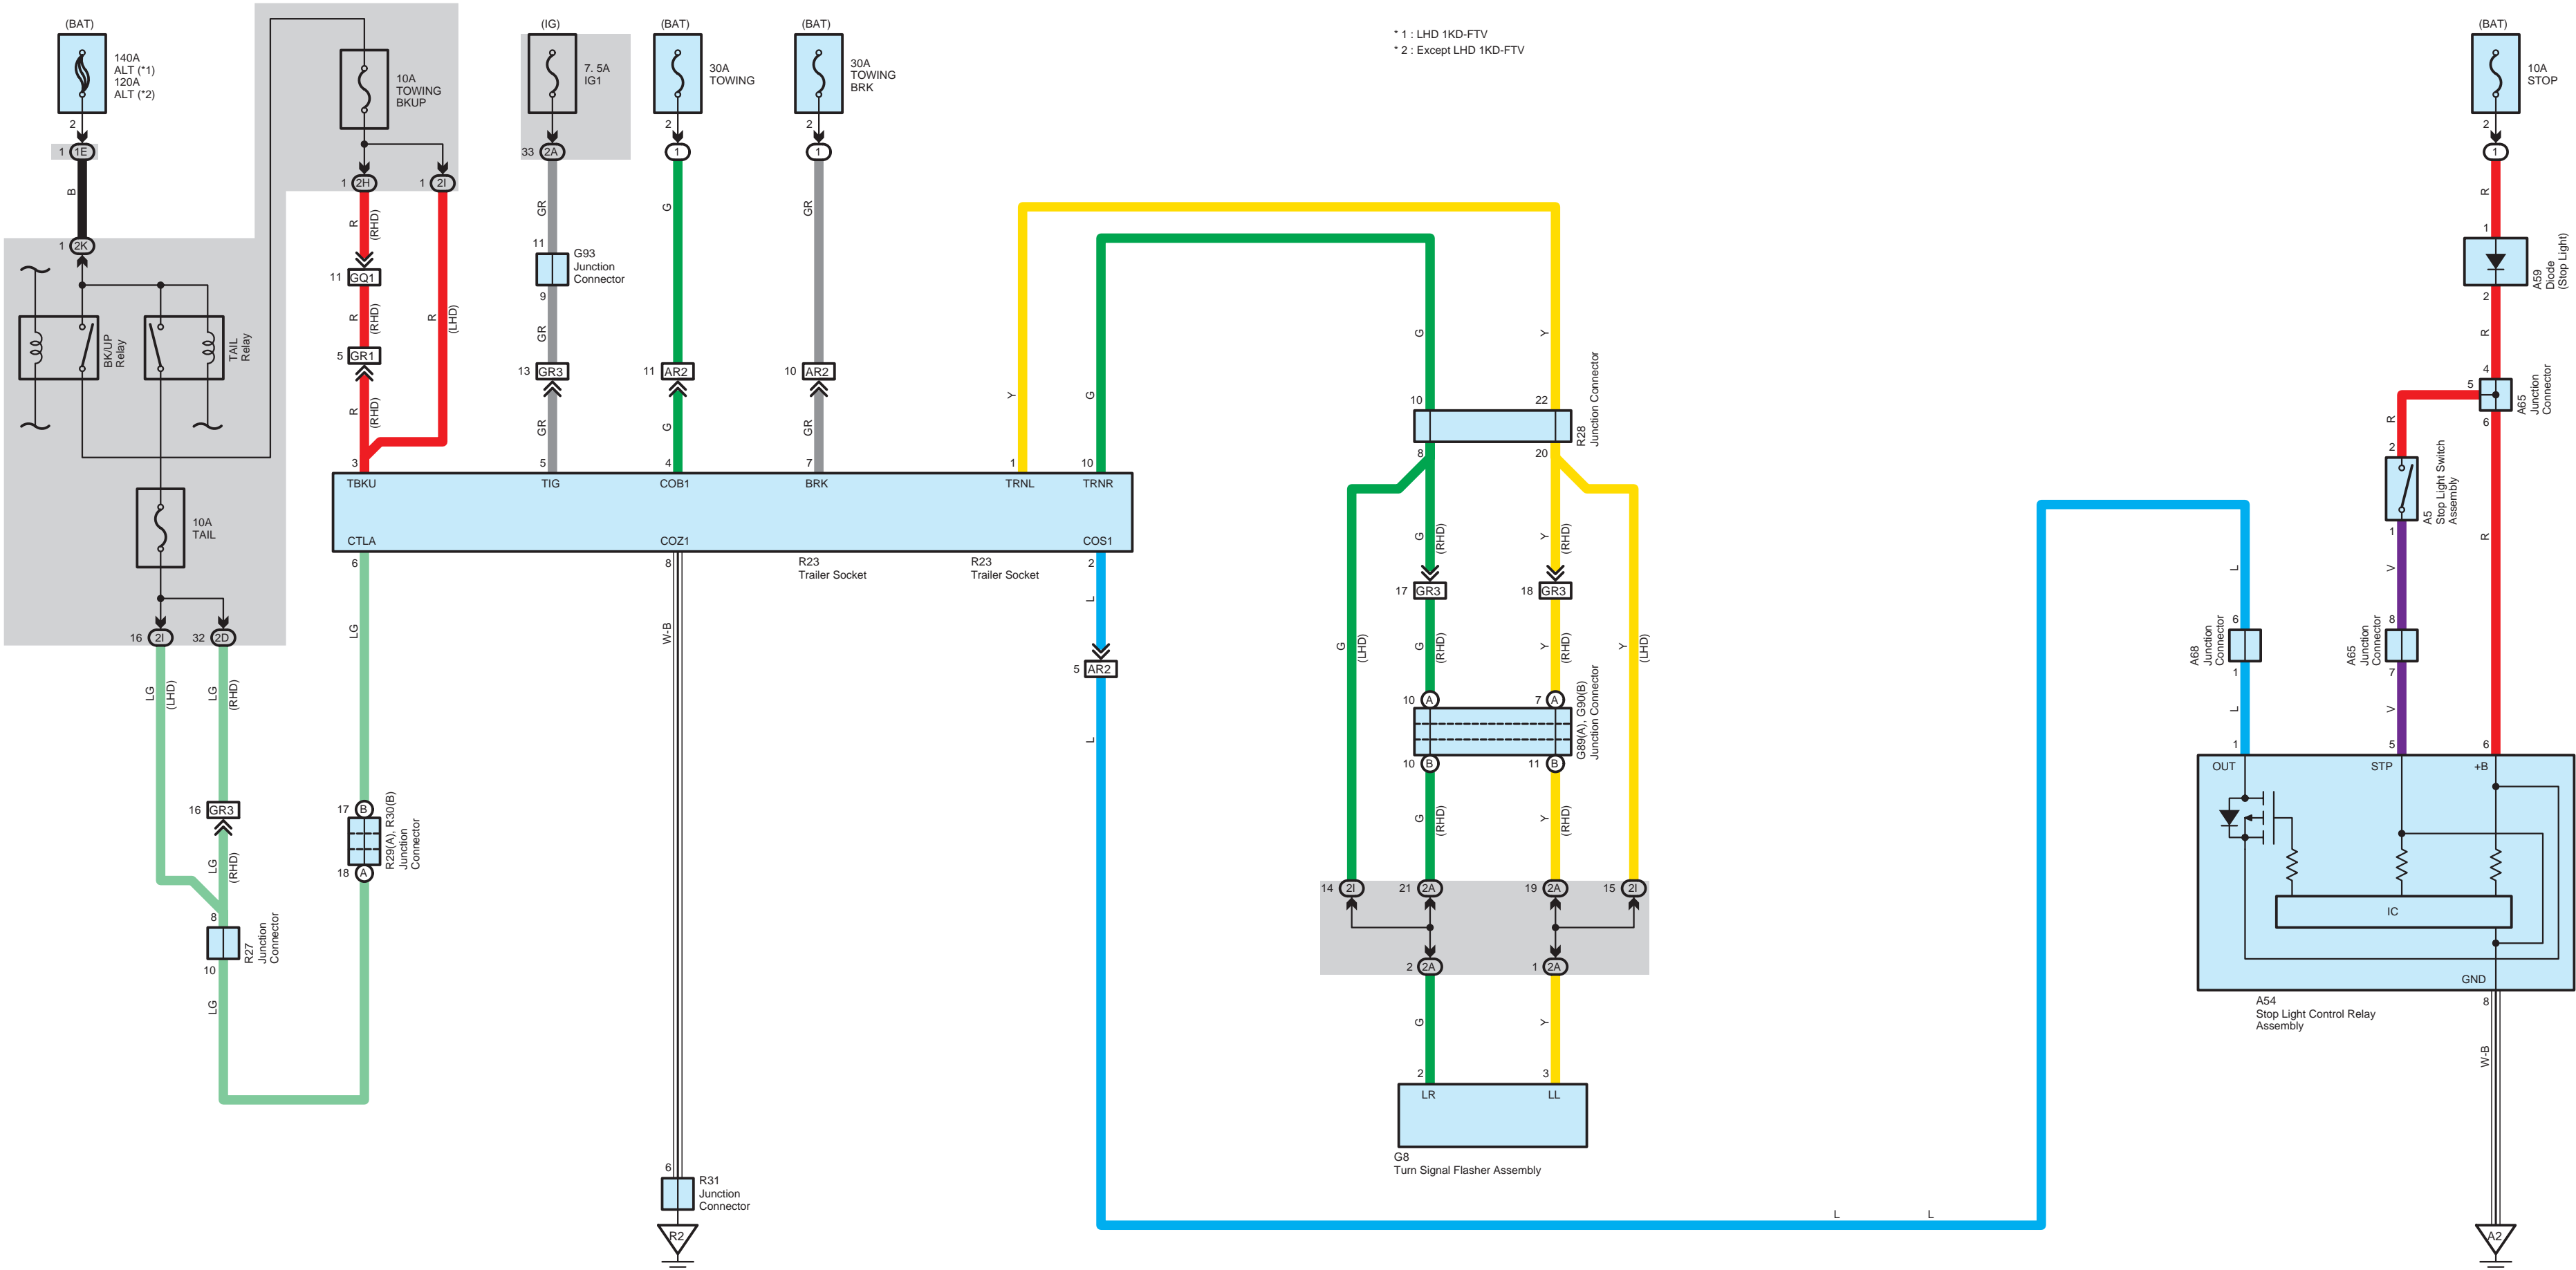 (BAT)
140A
ALT (*1)
120A
ALT (*2)
2
1 1E
B
1 2K
BK/UP
Relay
TAIL
Relay
10A
TAIL
16 2I
32 2D
LG
(LHD)
LG
(RHD)
16 GR3
LG
(RHD)
8
R27
Junction
Connector
10
LG
10A
TOWING
BKUP
1 2H
1 2I
R
(RHD)
11 GQ1
R
(RHD)
5 GR1
R
(RHD)
R
(LHD)
3
(IG)
7. 5A
IG1
33 2A
GR
11
G93
Junction
Connector
9
GR
13 GR3
GR
5
(BAT)
30A
TOWING
2
1
G
11 AR2
G
4
(BAT)
30A
TOWING
BRK
2
1
GR
10 AR2
GR
7
Y
1
G
10
TBKU
TIG
COB1
BRK
TRNL
TRNR
CTLA
COZ1
COS1
6
8
R23
Trailer Socket
R23
Trailer Socket
2
LG
17 B
R29(A), R30(B)
Junction
Connector
18 A
W-B
6
R31
Junction
Connector
R2
L
5 AR2
L
* 1 : LHD 1KD-FTV
* 2 : Except LHD 1KD-FTV
G
Y
10
22
R28
Junction Connector
8
20
G
(RHD)
Y
(RHD)
17 GR3
18 GR3
G
(LHD)
G
(RHD)
Y
(RHD)
Y
(LHD)
10 A
7 A
G89(A), G90(B)
Junction Connector
10 B
11 B
G
(RHD)
Y
(RHD)
14 2I
21 2A
19 2A
15 2I
2 2A
1 2A
G
Y
2
3
LR
LL
G8
Turn Signal Flasher Assembly
L
L
(BAT)
10A
STOP
2
1
R
1
A59
Diode
(Stop Light)
2
R
4
5
A65
Junction
Connector
6
R
2
A5
Stop Light Switch
Assembly
1
R
L
V
6
A68
Junction
Connector
1
8
A65
Junction
Connector
7
L
V
1
5
6
OUT
STP
+B
IC
GND
A54
Stop Light Control Relay
Assembly
8
W-B
A2